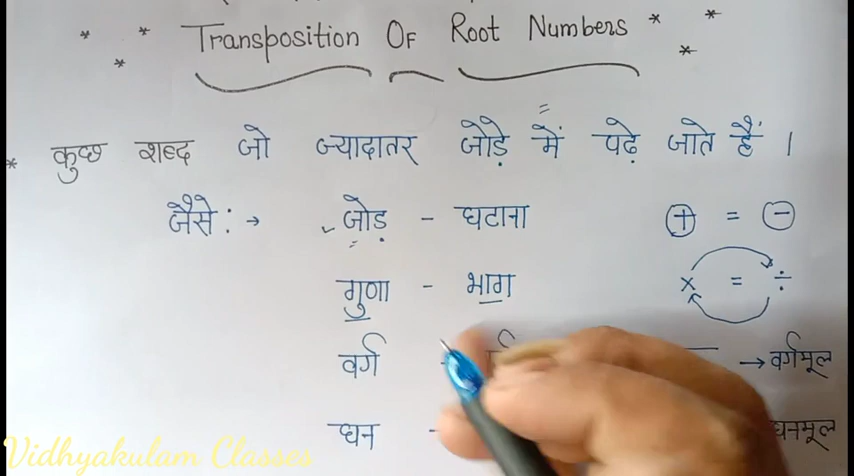 * * * Transposition Of Root Numbers * * *
* कुछ शब्द जो ज्यादातर जोड़े में पढ़े जाते हैं ।
जैसे : → जोड़ - घटाना + = -
गुणा - भाग × = ÷
वर्ग - → वर्गमूल
घन - घनमूल
Vidhyakulam Classes